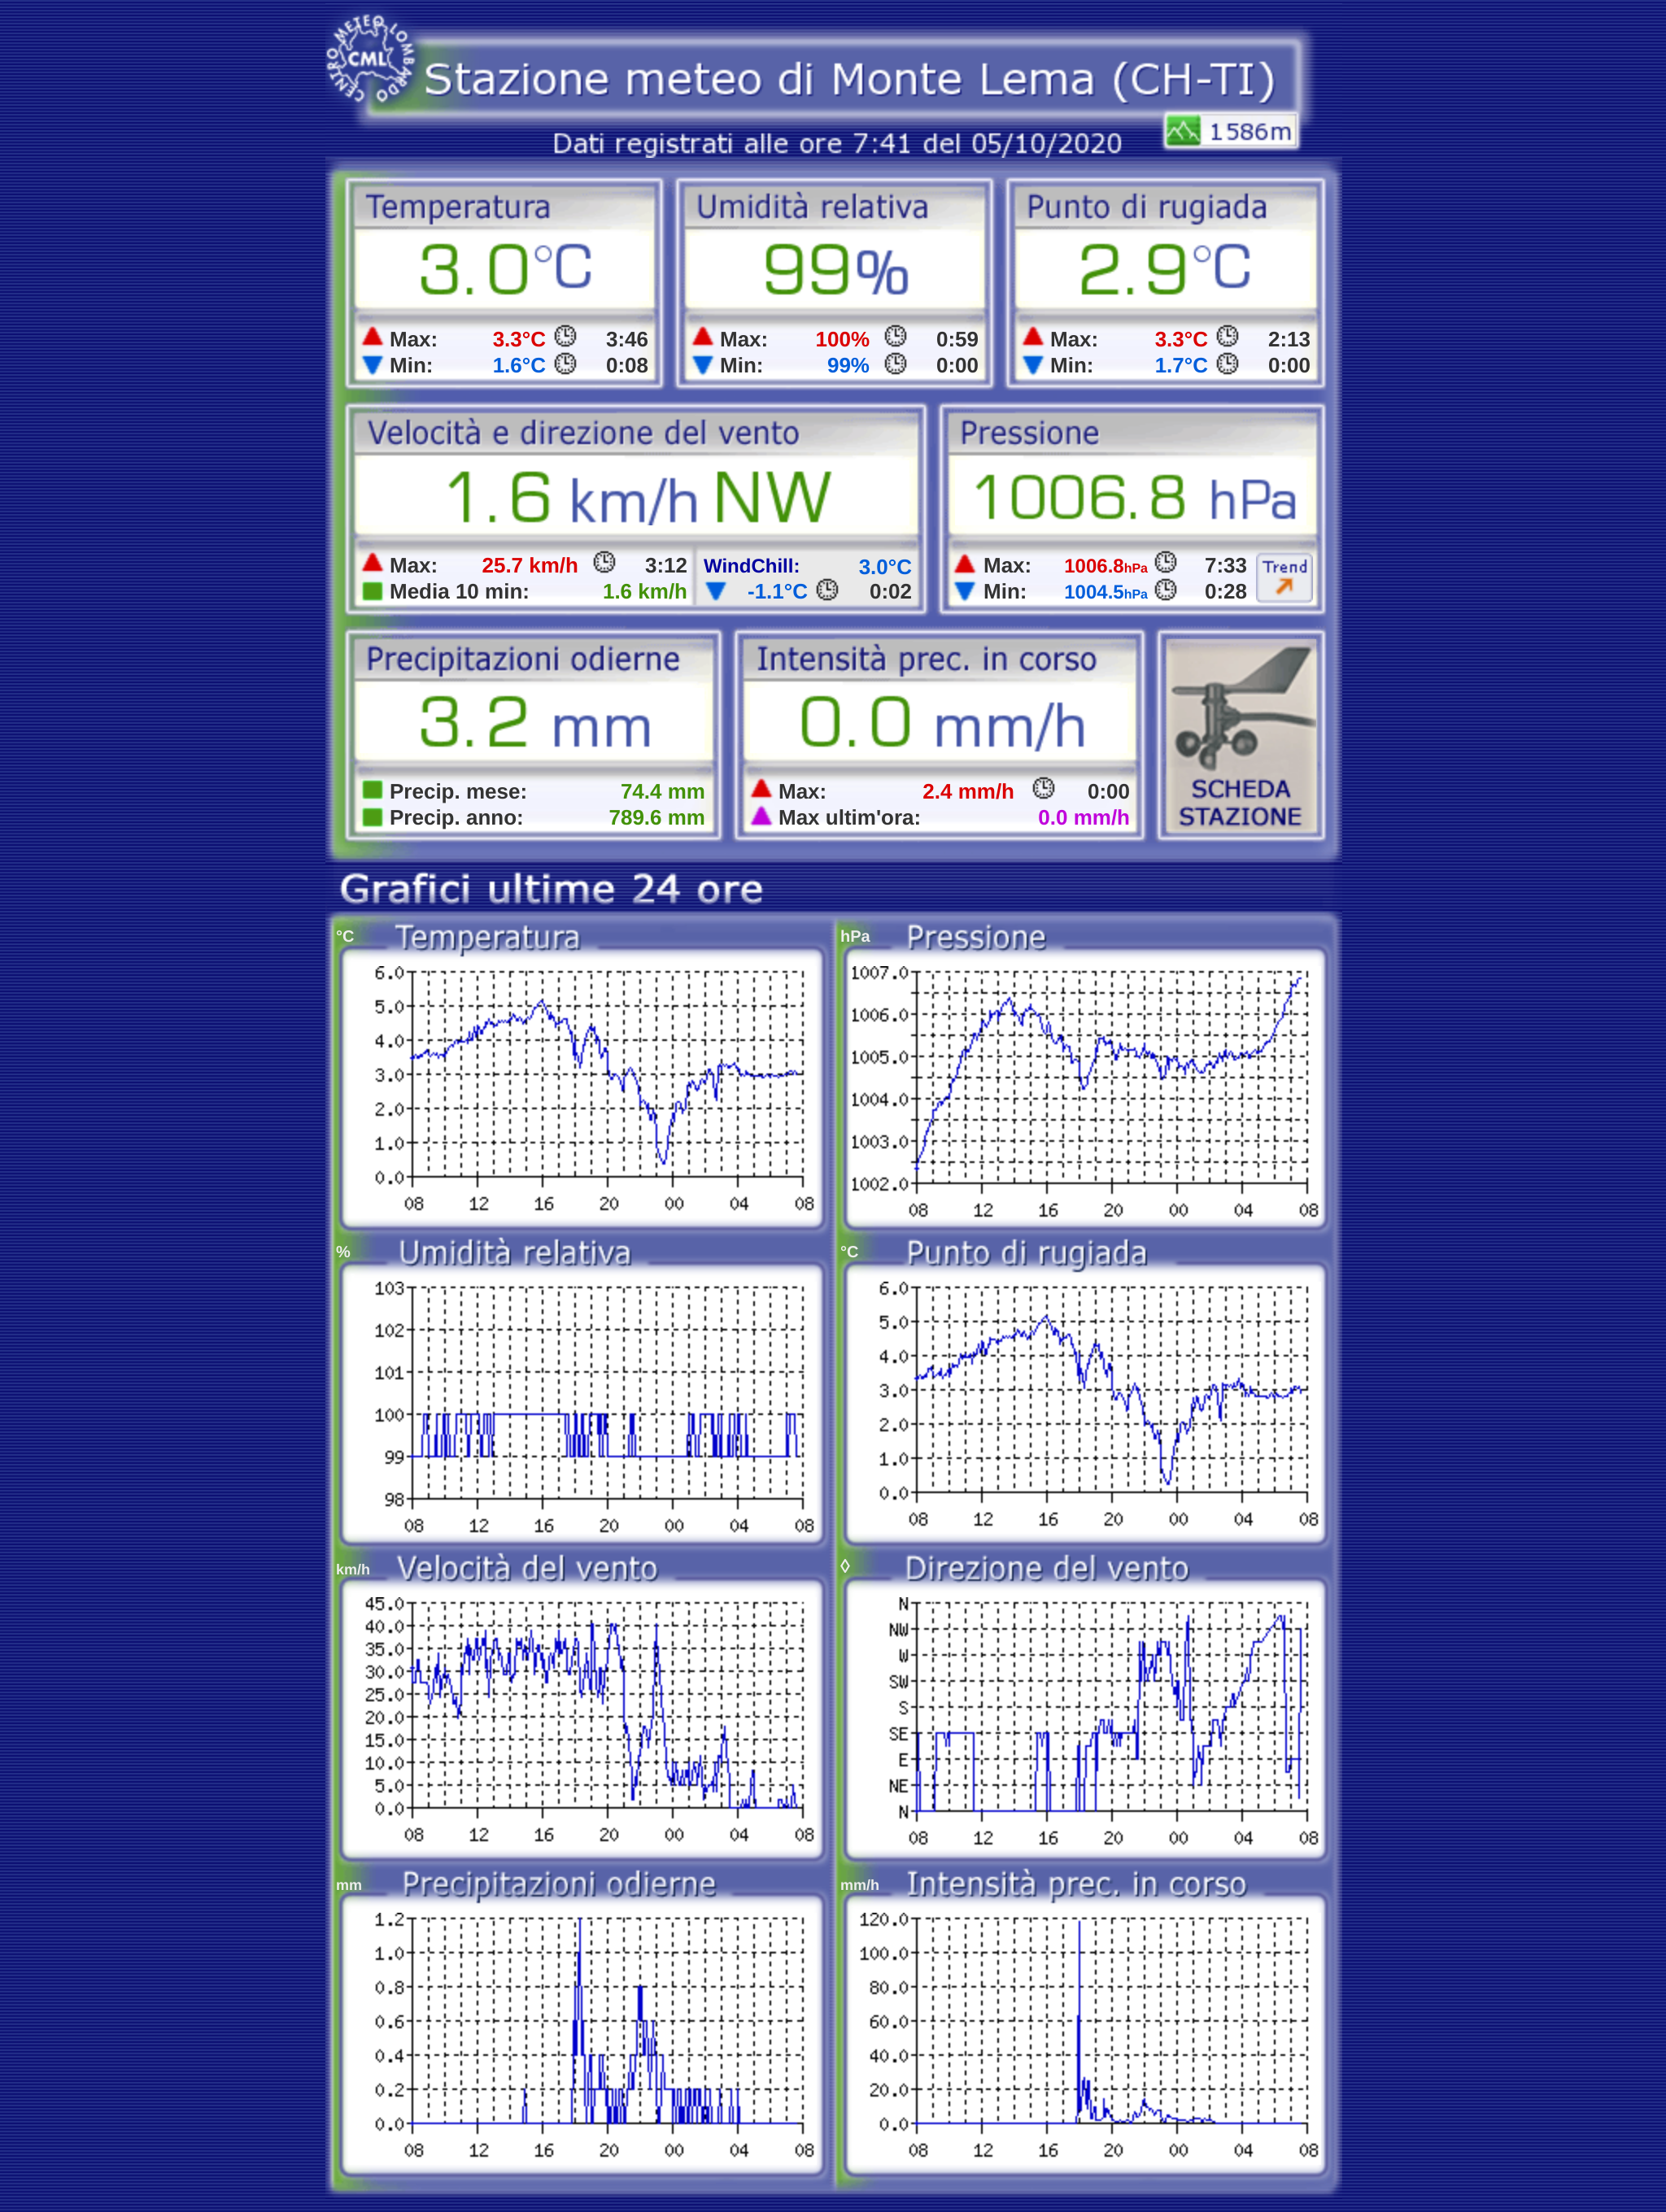 CENTRO METEO LOMBARDO
CML
Stazione meteo di Monte Lema (CH-TI)
1586m
Dati registrati alle ore 7:41 del 05/10/2020
Temperatura Umidità relativa Punto di rugiada
3.0°C 99% 2.9°C
Max: 3.3°C 3:46 Max: 100% 0:59 Max: 3.3°C 2:13
Min: 1.6°C 0:08 Min: 99% 0:00 Min: 1.7°C 0:00
Velocità e direzione del vento Pressione
1.6 km/h NW 1006.8 hPa
Max: 25.7 km/h 3:12 WindChill: 3.0°C Max: 1006.8hPa 7:33 Trend
Media 10 min: 1.6 km/h -1.1°C 0:02 Min: 1004.5hPa 0:28
Precipitazioni odierne Intensità prec. in corso
3.2 mm 0.0 mm/h
Precip. mese: 74.4 mm Max: 2.4 mm/h 0:00 SCHEDA
Precip. anno: 789.6 mm Max ultim'ora: 0.0 mm/h STAZIONE
Grafici ultime 24 ore
°C Temperatura
6.0
5.0
4.0
3.0
2.0
1.0
0.0
08 12 16 20 00 04 08
hPa Pressione
1007.0
1006.0
1005.0
1004.0
1003.0
1002.0
08 12 16 20 00 04 08
% Umidità relativa
103
102
101
100
99
98
08 12 16 20 00 04 08
°C Punto di rugiada
6.0
5.0
4.0
3.0
2.0
1.0
0.0
08 12 16 20 00 04 08
km/h Velocità del vento
45.0
40.0
35.0
30.0
25.0
20.0
15.0
10.0
5.0
0.0
08 12 16 20 00 04 08
◊ Direzione del vento
N
NW
W
SW
S
SE
E
NE
N
08 12 16 20 00 04 08
mm Precipitazioni odierne
1.2
1.0
0.8
0.6
0.4
0.2
0.0
08 12 16 20 00 04 08
mm/h Intensità prec. in corso
120.0
100.0
80.0
60.0
40.0
20.0
0.0
08 12 16 20 00 04 08